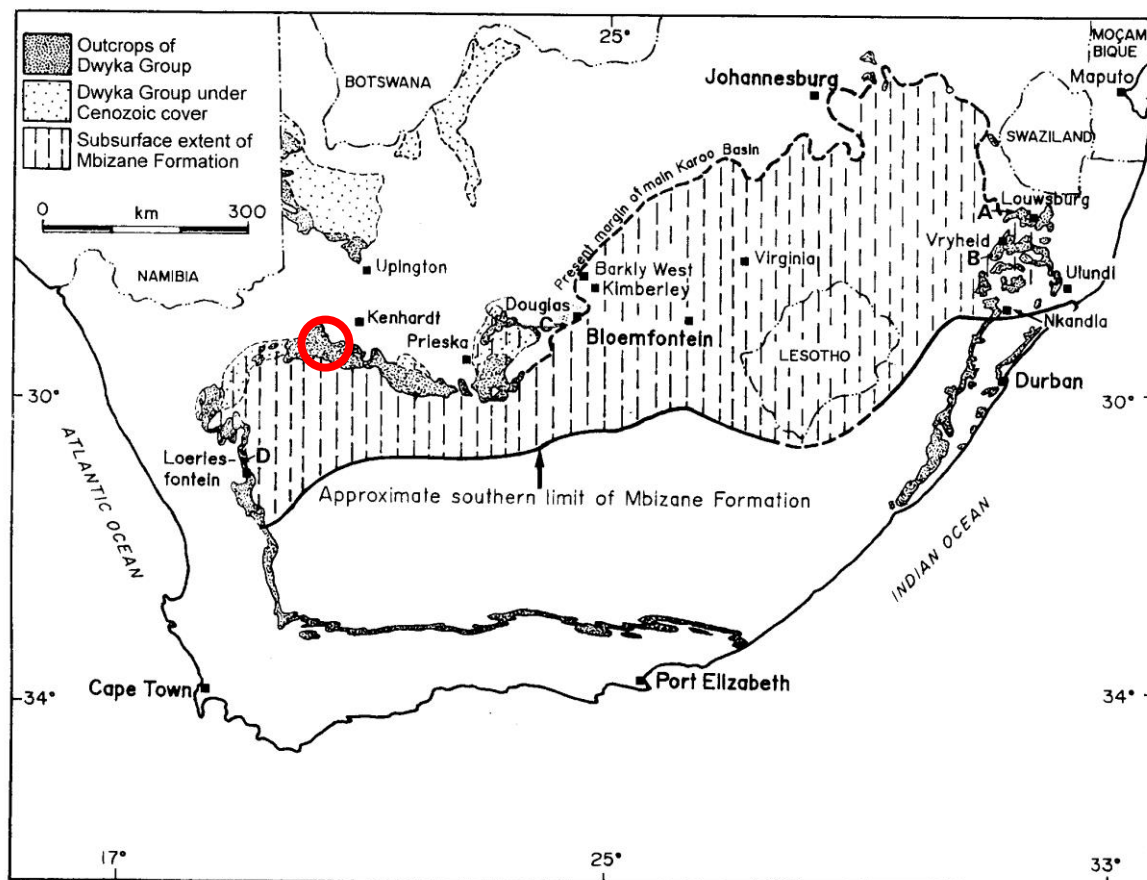 Outcrops of
Dwyka Group
Dwyka Group under
Cenozoic cover
Subsurface extent of
Mbizane Formation
0 km 300
25°
MOÇAM
BIQUE
Maputo
BOTSWANA
Johannesburg
SWAZILAND
Present margin of main Karoo Basin
A
Louwsburg
Vryheid
B
Ulundi
NAMIBIA
Upington
Barkly West
Kimberley
Virginia
Kenhardt
Douglas
C
Prieska
Bloemfontein
Nkandla
LESOTHO
Durban
30°
30°
ATLANTIC OCEAN
Loeries-
fontein
D
Approximate southern limit of Mbizane Formation
INDIAN OCEAN
Cape Town
Port Elizabeth
34°
34°
17°
25°
33°